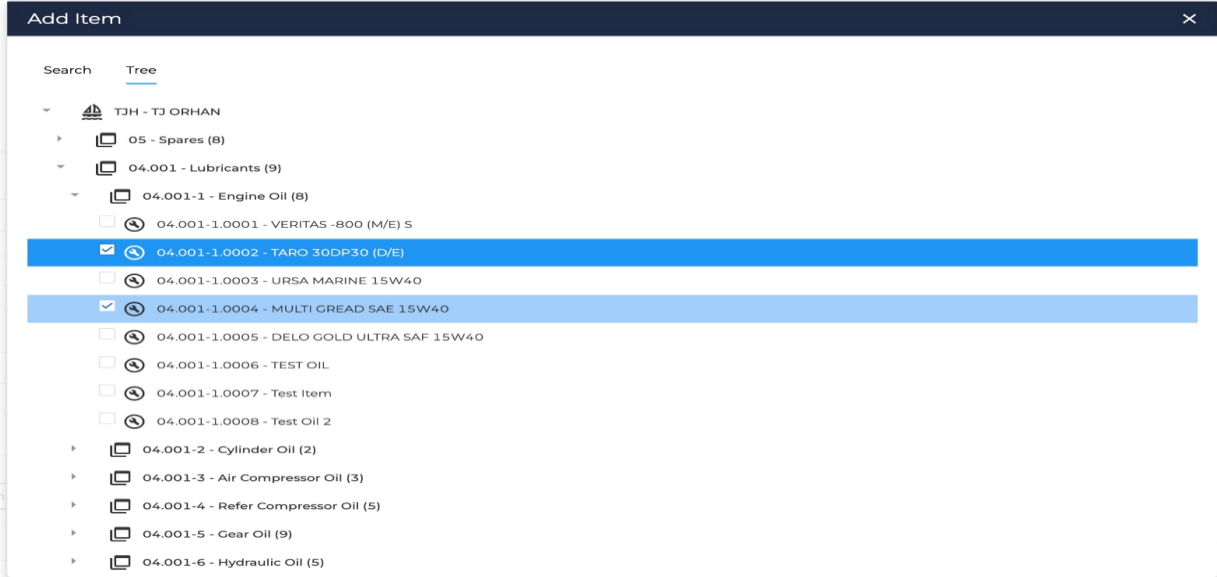 Add Item
Search Tree
TJH - TJ ORHAN
05 - Spares (8)
04.001 - Lubricants (9)
04.001-1 - Engine Oil (8)
04.001-1.0001 - VERITAS -800 (M/E) S
04.001-1.0002 - TARO 30DP30 (D/E)
04.001-1.0003 - URSA MARINE 15W40
04.001-1.0004 - MULTI GREAD SAE 15W40
04.001-1.0005 - DELO GOLD ULTRA SAF 15W40
04.001-1.0006 - TEST OIL
04.001-1.0007 - Test Item
04.001-1.0008 - Test Oil 2
04.001-2 - Cylinder Oil (2)
04.001-3 - Air Compressor Oil (3)
04.001-4 - Refer Compressor Oil (5)
04.001-5 - Gear Oil (9)
04.001-6 - Hydraulic Oil (5)